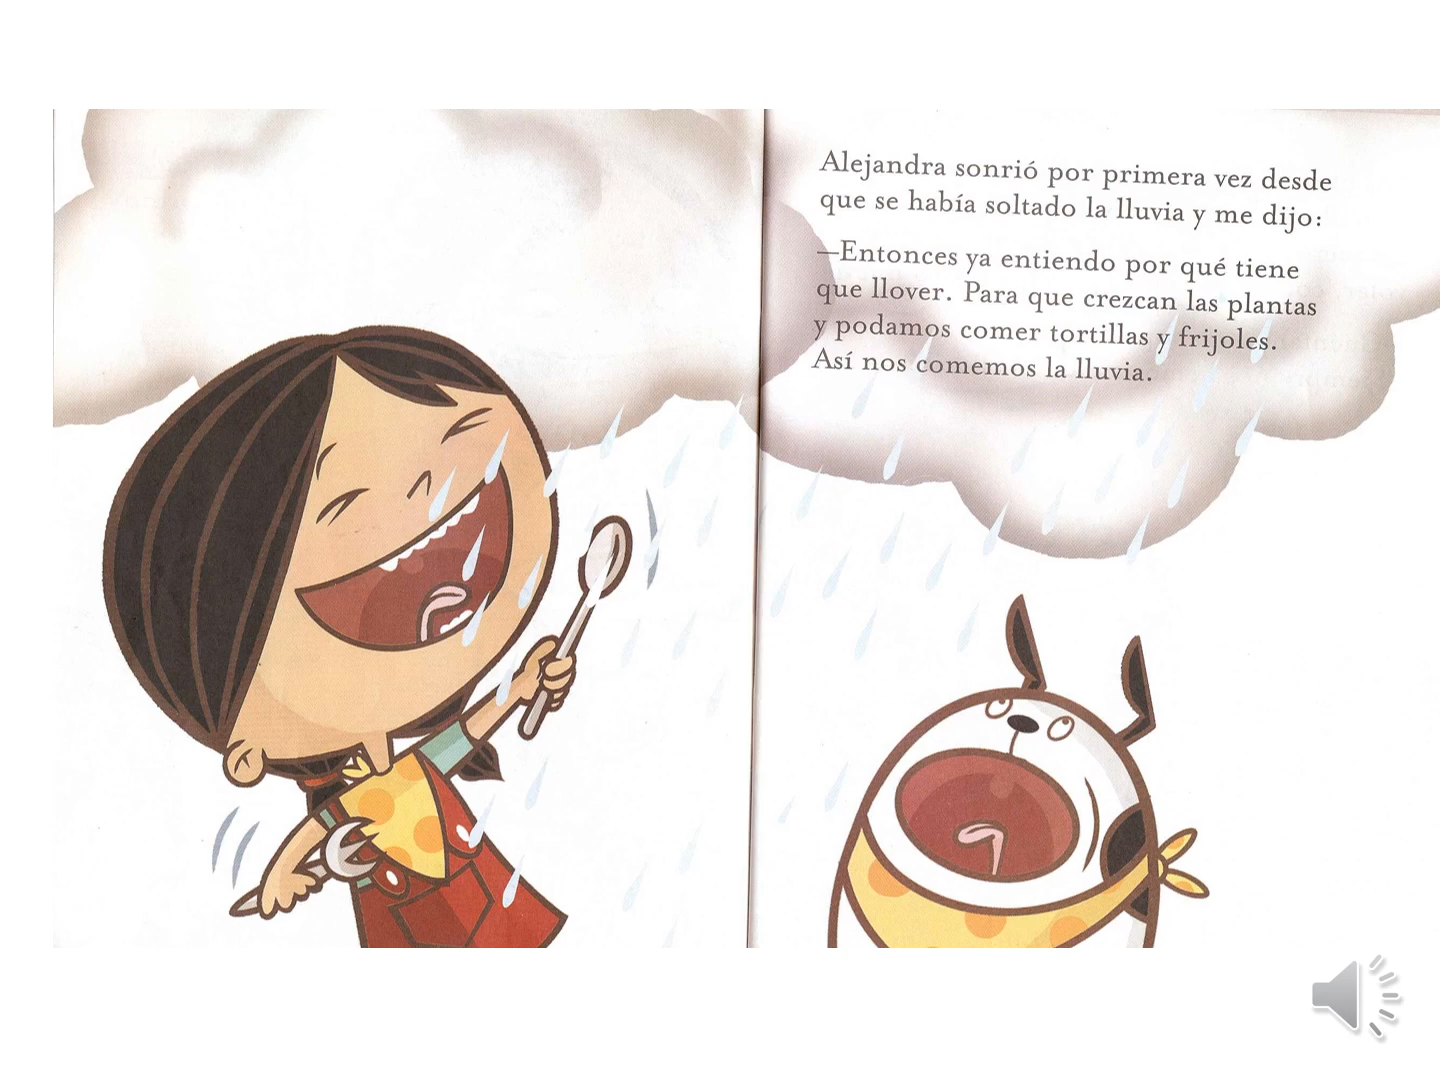 Alejandra sonrió por primera vez desde
que se había soltado la lluvia y me dijo:
—Entonces ya entiendo por qué tiene
que llover. Para que crezcan las plantas
y podamos comer tortillas y frijoles.
Así nos comemos la lluvia.